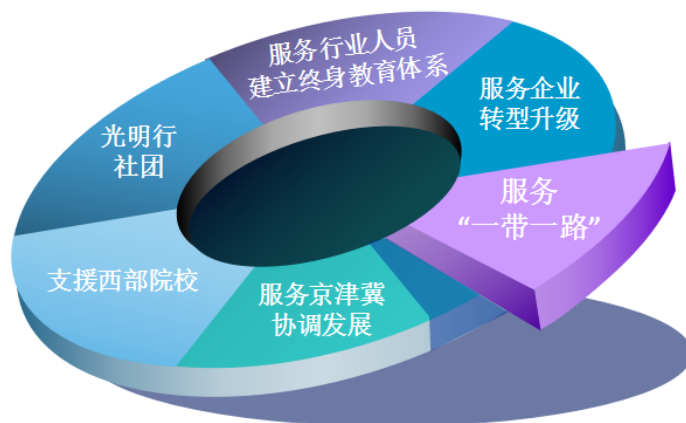 服务行业人员
建立终身教育体系
服务企业
转型升级
服务
“一带一路”
服务京津冀
协调发展
支援西部院校
光明行
社团